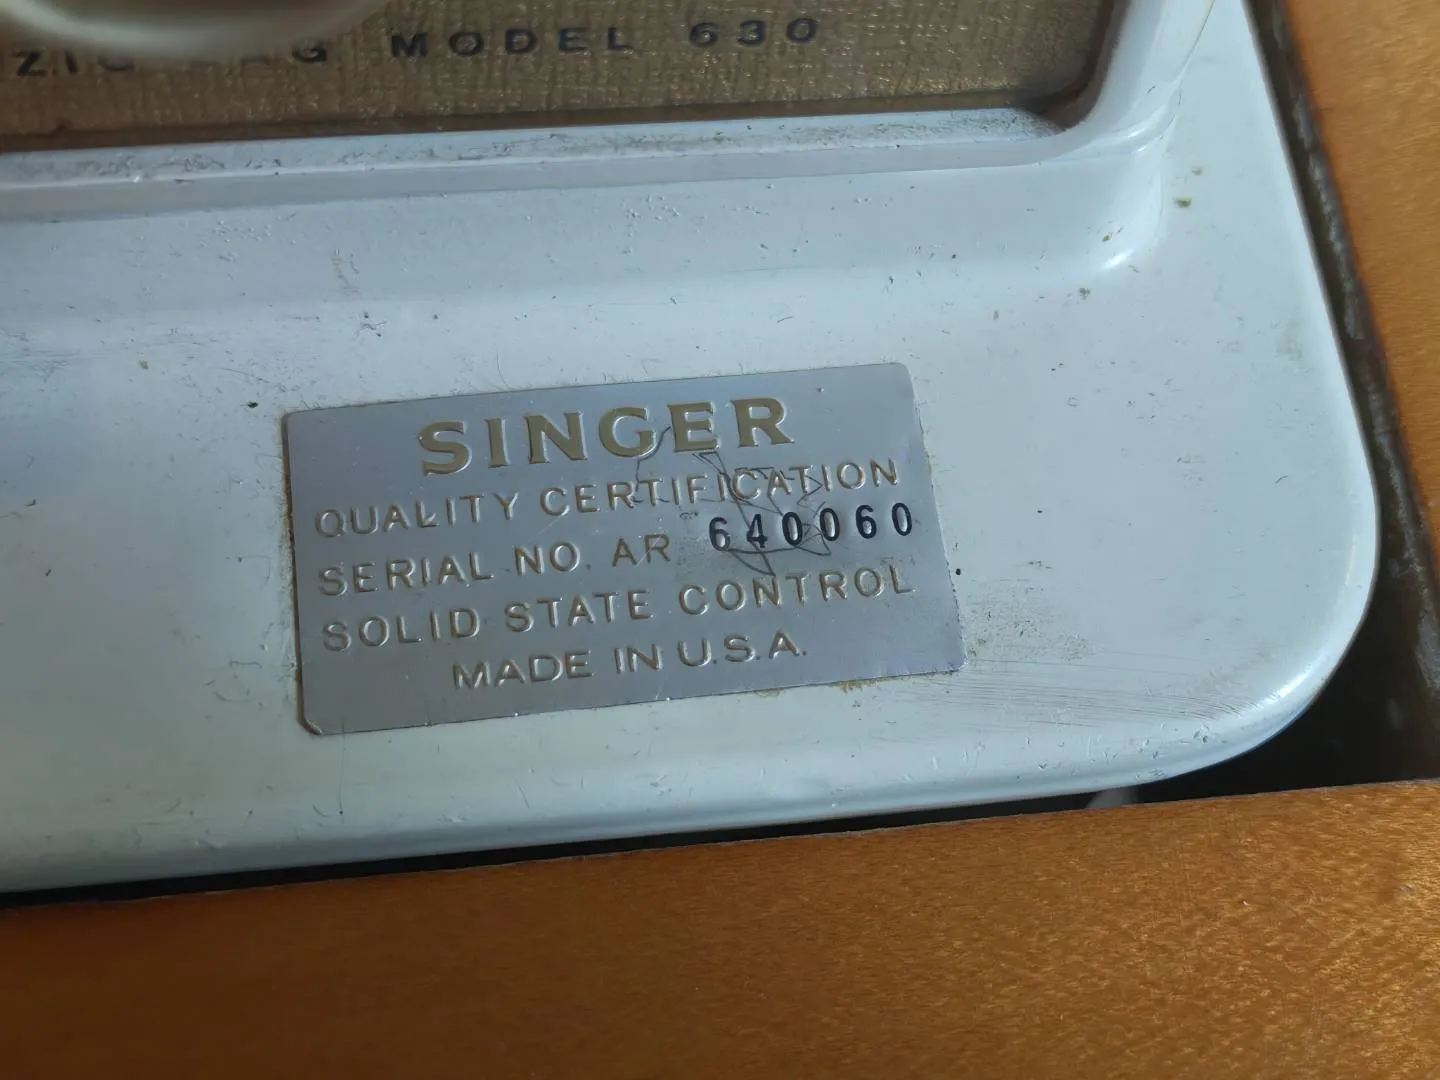 MODEL 630
SINGER
QUALITY CERTIFICATION
SERIAL NO. AR 640060
SOLID STATE CONTROL
MADE IN U.S.A.